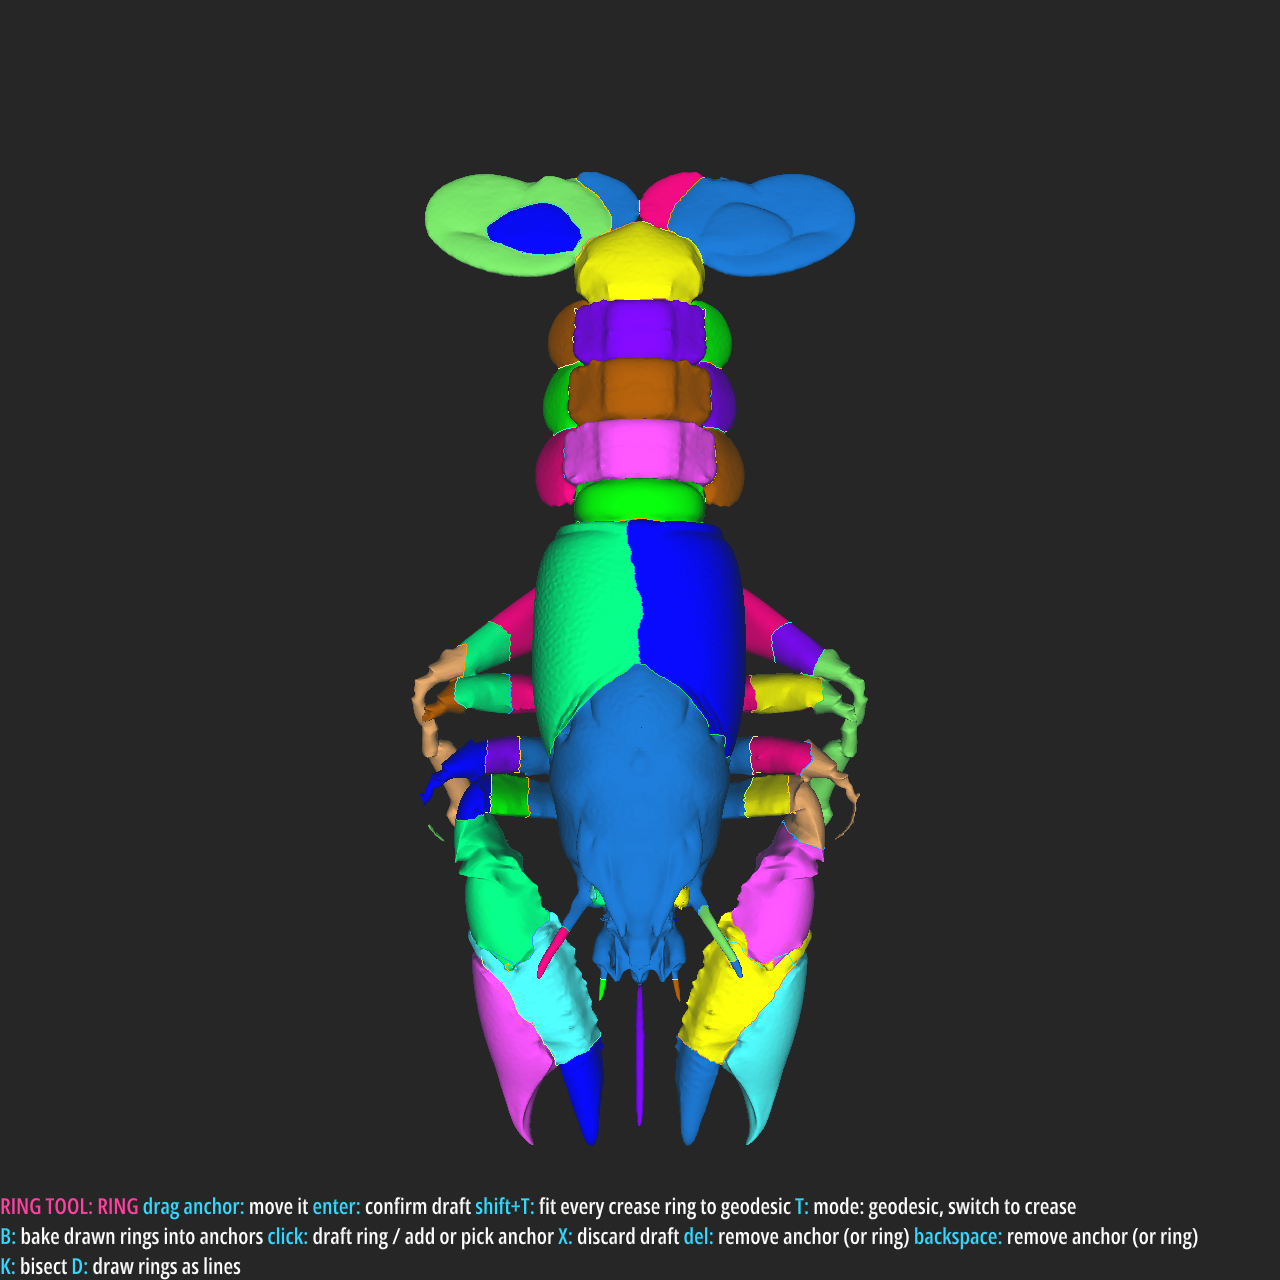 RING TOOL: RING drag anchor: move it enter: confirm draft shift+T: fit every crease ring to geodesic T: mode: geodesic, switch to crease
B: bake drawn rings into anchors click: draft ring / add or pick anchor X: discard draft del: remove anchor (or ring) backspace: remove anchor (or ring)
K: bisect D: draw rings as lines